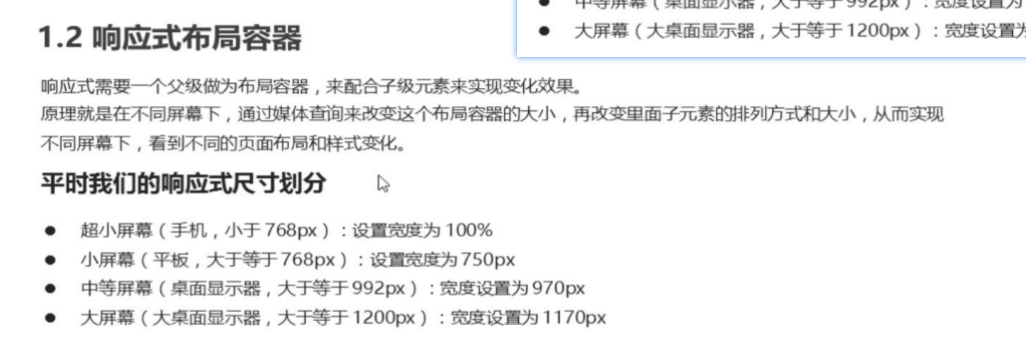 1.2 响应式布局容器
中等屏幕（桌面显示器，大于等于 992px）：宽度设置为
大屏幕（大桌面显示器，大于等于 1200px）：宽度设置为
响应式需要一个父级做为布局容器，来配合子级元素来实现变化效果。
原理就是在不同屏幕下，通过媒体查询来改变这个布局容器的大小，再改变里面子元素的排列方式和大小，从而实现
不同屏幕下，看到不同的页面布局和样式变化。
平时我们的响应式尺寸划分
● 超小屏幕（手机，小于 768px）：设置宽度为 100%
● 小屏幕（平板，大于等于 768px）：设置宽度为 750px
● 中等屏幕（桌面显示器，大于等于 992px）：宽度设置为 970px
● 大屏幕（大桌面显示器，大于等于 1200px）：宽度设置为 1170px